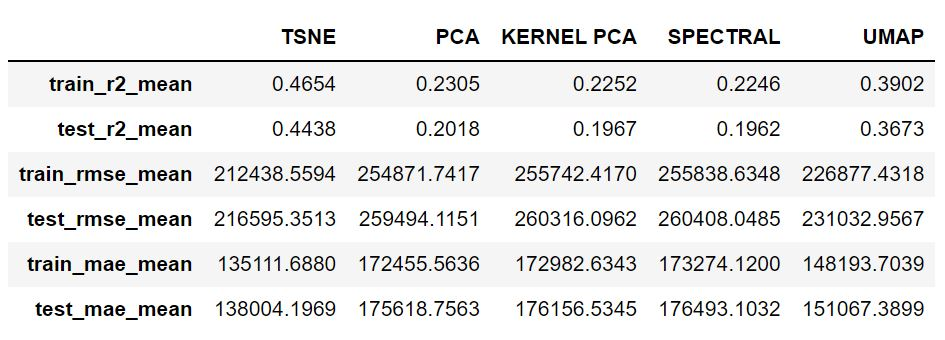 TSNE PCA KERNEL PCA SPECTRAL UMAP
train_r2_mean 0.4654 0.2305 0.2252 0.2246 0.3902
test_r2_mean 0.4438 0.2018 0.1967 0.1962 0.3673
train_rmse_mean 212438.5594 254871.7417 255742.4170 255838.6348 226877.4318
test_rmse_mean 216595.3513 259494.1151 260316.0962 260408.0485 231032.9567
train_mae_mean 135111.6880 172455.5636 172982.6343 173274.1200 148193.7039
test_mae_mean 138004.1969 175618.7563 176156.5345 176493.1032 151067.3899